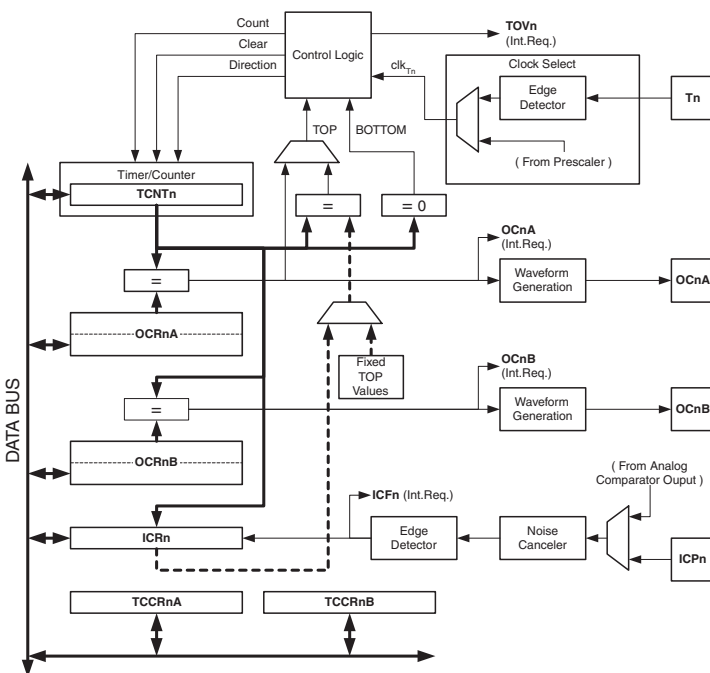 Count
Clear
Direction
Control Logic
TOVn
(Int.Req.)
clkTn
Clock Select
Edge
Detector
Tn
( From Prescaler )
TOP
BOTTOM
Timer/Counter
TCNTn
=
= 0
=
OCnA
(Int.Req.)
Waveform
Generation
OCnA
OCRnA
Fixed
TOP
Values
=
OCnB
(Int.Req.)
Waveform
Generation
OCnB
OCRnB
DATA BUS
( From Analog
Comparator Ouput )
ICFn (Int.Req.)
ICRn
Edge
Detector
Noise
Canceler
ICPn
TCCRnA
TCCRnB